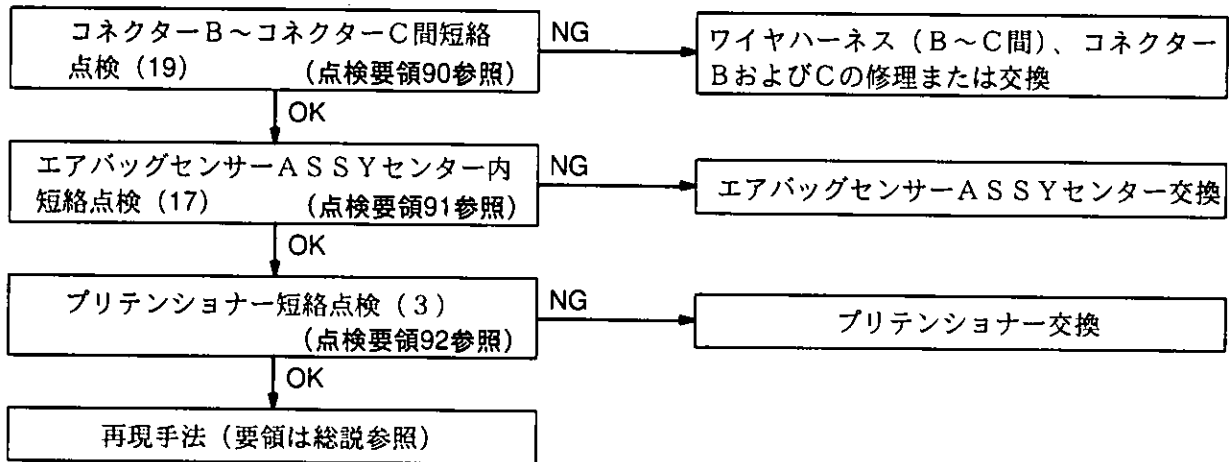 コネクターB～コネクターC間短絡
点検（19）　（点検要領90参照）
NG
ワイヤハーネス（B～C間）、コネクター
BおよびCの修理または交換
OK
エアバッグセンサーASSYセンター内
短絡点検（17）　（点検要領91参照）
NG
エアバッグセンサーASSYセンター交換
OK
プリテンショナー短絡点検（3）
（点検要領92参照）
NG
プリテンショナー交換
OK
再現手法（要領は総説参照）